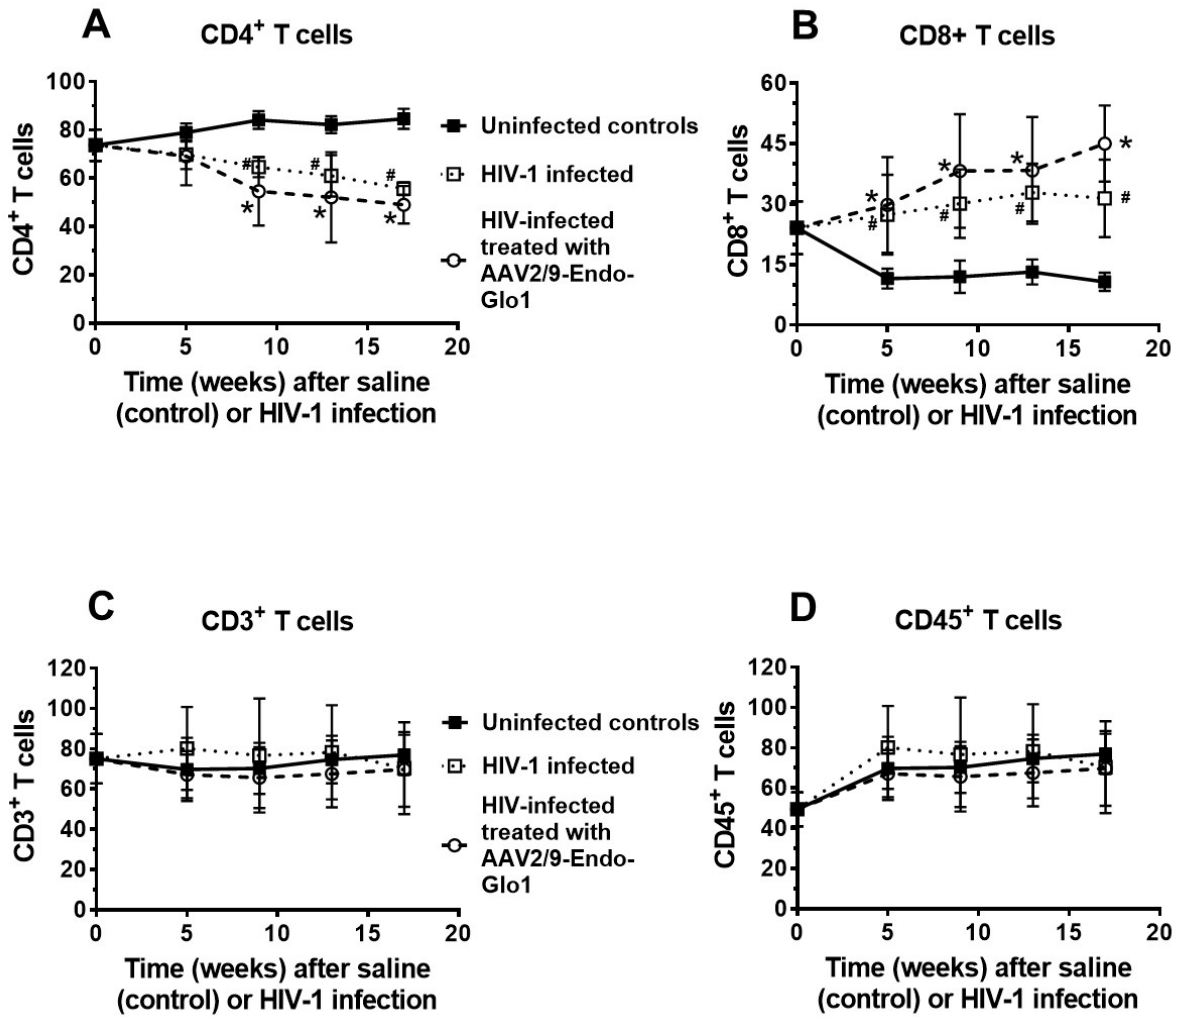 A
CD4⁺ T cells
100
80
60
40
20
0
CD4⁺ T cells
#
#
#
*
*
*
0
5
10
15
20
Time (weeks) after saline
(control) or HIV-1 infection
Uninfected controls
HIV-1 infected
HIV-infected
treated with
AAV2/9-Endo-
Glo1
B
CD8+ T cells
60
45
30
15
0
CD8⁺ T cells
*
*
*
*
#
#
#
#
0
5
10
15
20
Time (weeks) after saline
(control) or HIV-1 infection
C
CD3⁺ T cells
120
100
80
60
40
20
0
CD3⁺ T cells
0
5
10
15
20
Time (weeks) after saline
(control) or HIV-1 infection
Uninfected controls
HIV-1 infected
HIV-infected
treated with
AAV2/9-Endo-
Glo1
D
CD45⁺ T cells
120
100
80
60
40
20
0
CD45⁺ T cells
0
5
10
15
20
Time (weeks) after saline
(control) or HIV-1 infection